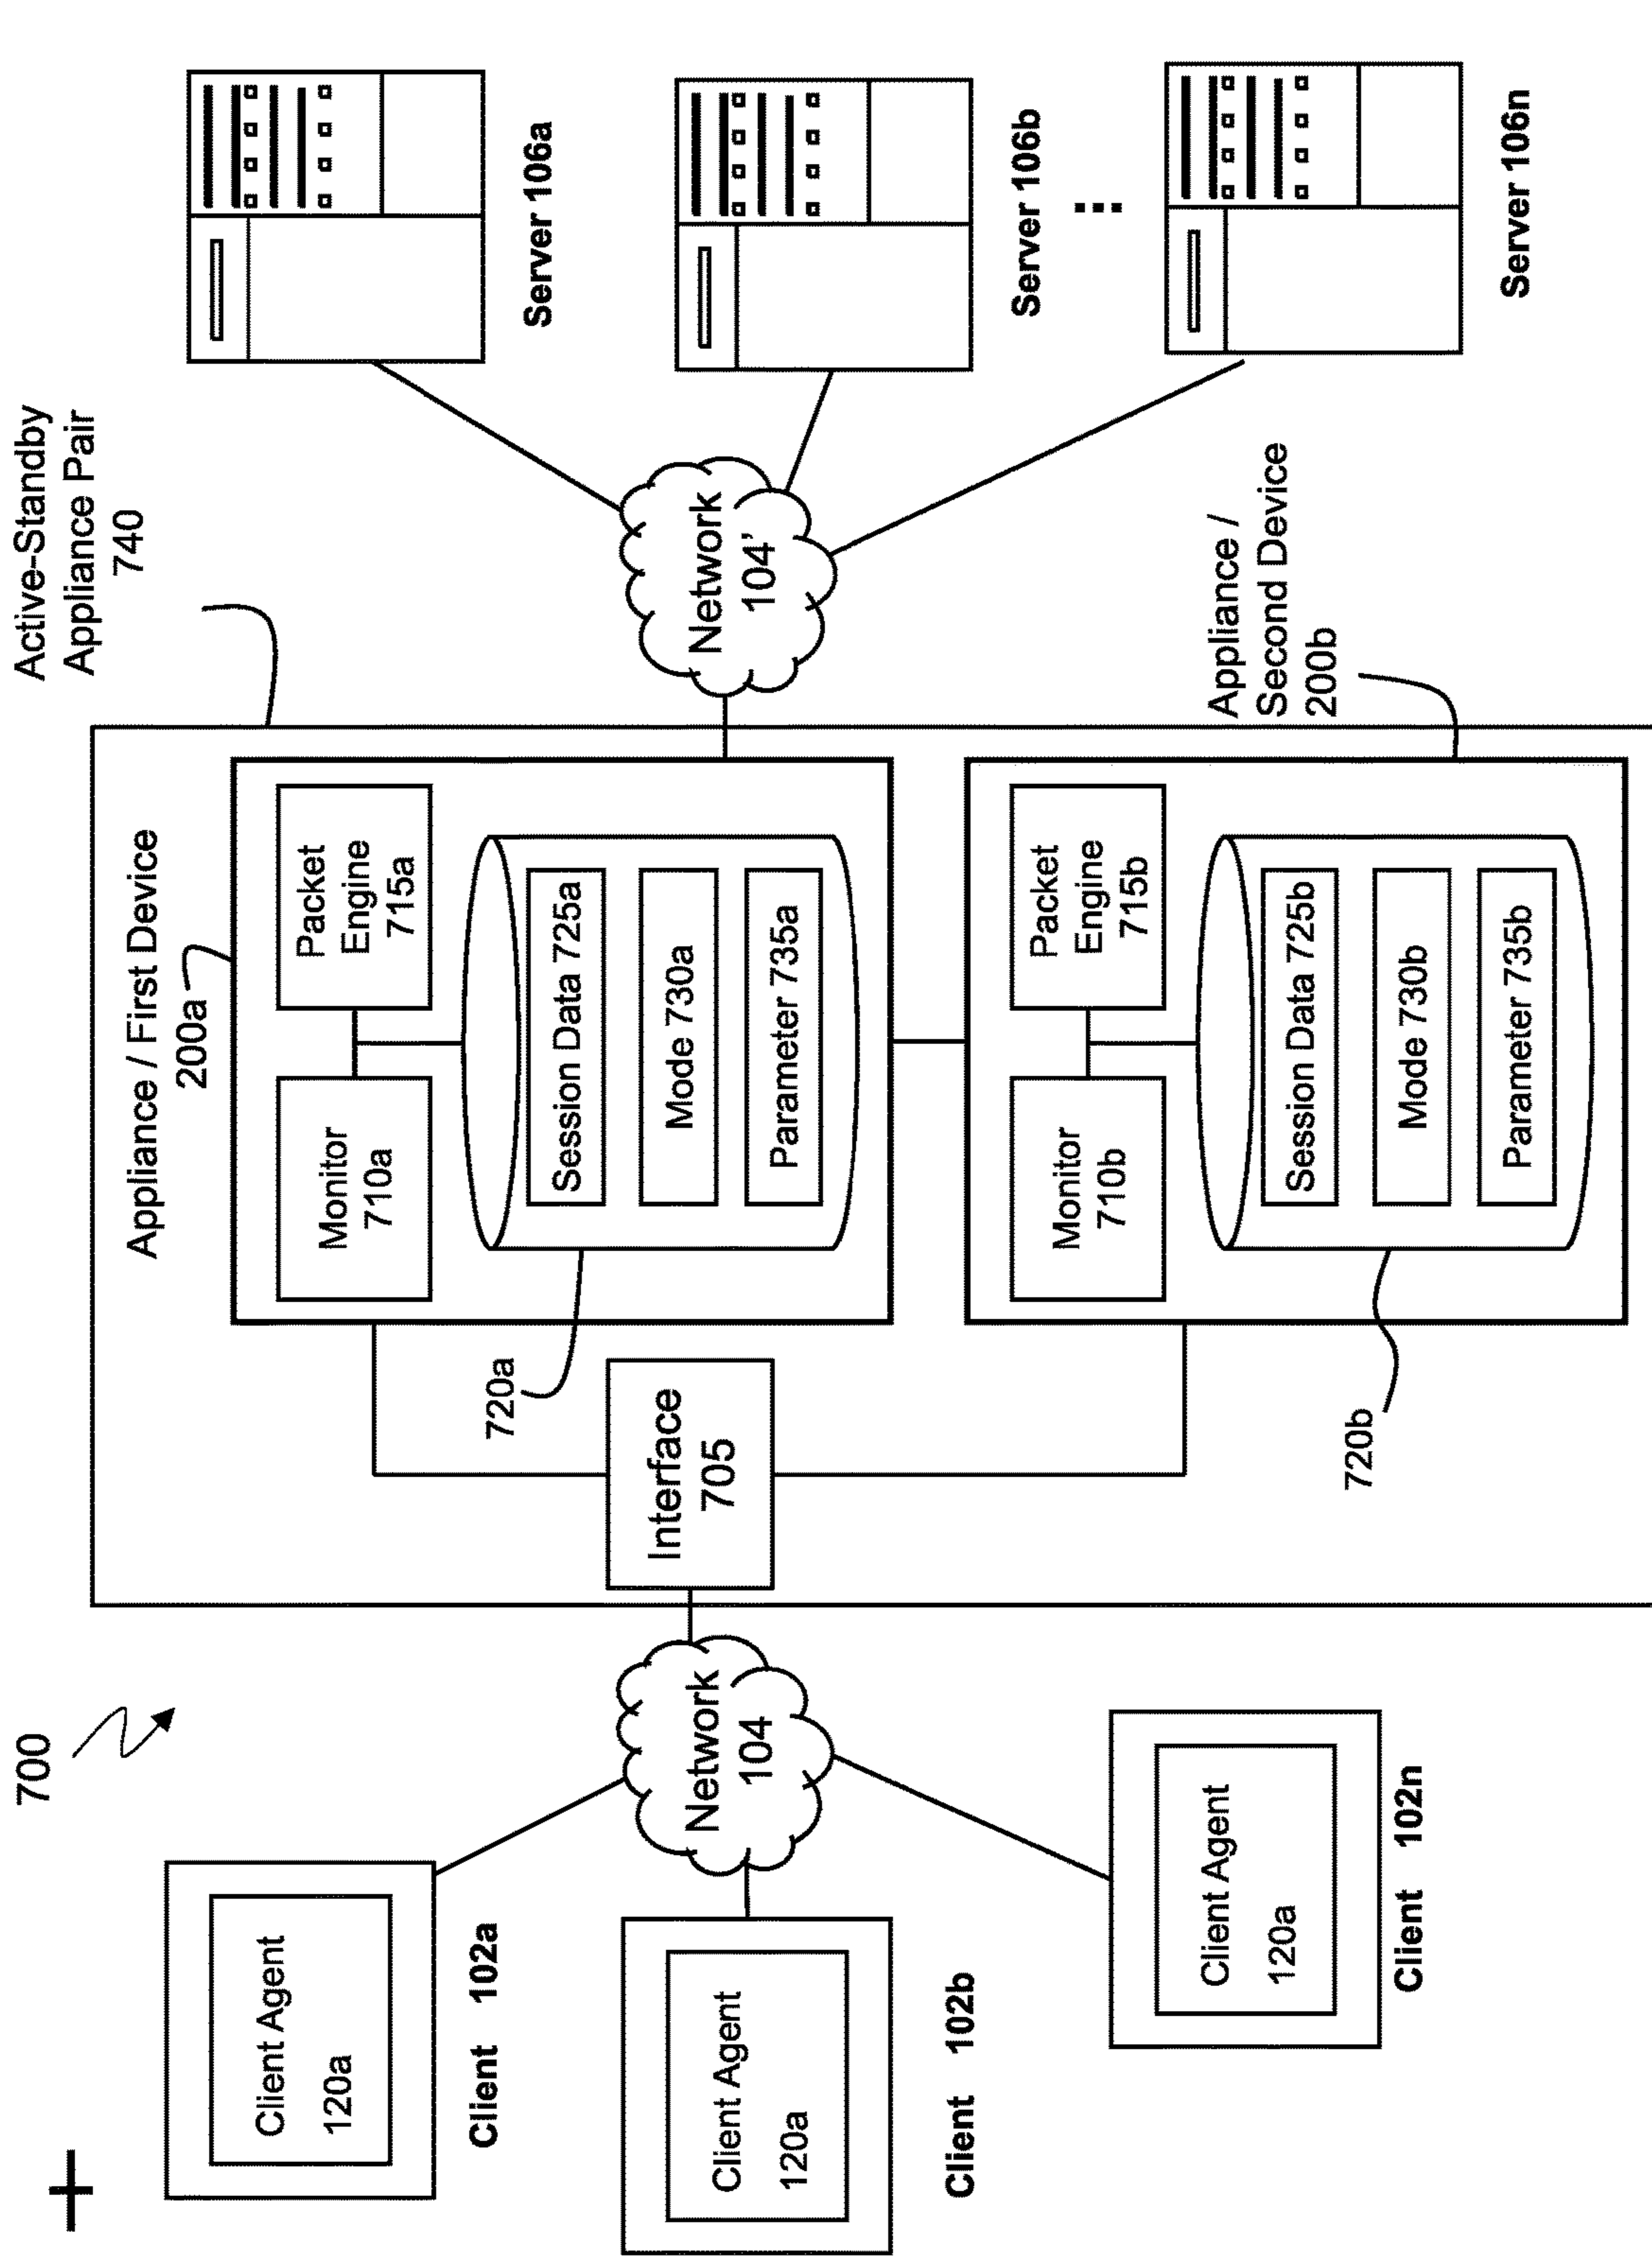 700
Active-Standby
Appliance Pair
740
Client Agent
120a
Client 102a
Client Agent
120a
Client 102b
Client Agent
120a
Client 102n
Network
104
Interface
705
Appliance / First Device
200a
Monitor
710a
Packet
Engine
715a
Session Data 725a
Mode 730a
Parameter 735a
720a
Appliance /
Second Device
200b
Monitor
710b
Packet
Engine
715b
Session Data 725b
Mode 730b
Parameter 735b
720b
Network
104’
Server 106a
Server 106b
Server 106n